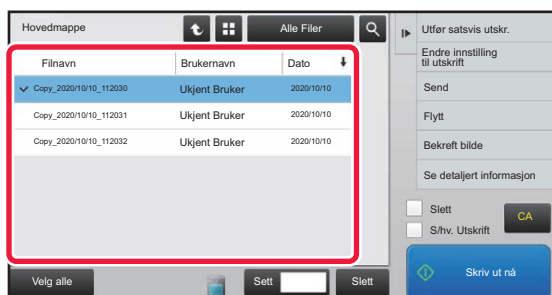 Hovedmappe
Alle Filer
Filnavn Brukernavn Dato
Copy_2020/10/10_112030 Ukjent Bruker 2020/10/10
Copy_2020/10/10_112031 Ukjent Bruker 2020/10/10
Copy_2020/10/10_112032 Ukjent Bruker 2020/10/10
Velg alle
Sett
Slett
Utfør satsvis utskr.
Endre innstilling
til utskrift
Send
Flytt
Bekreft bilde
Se detaljert informasjon
Slett
S/hv. Utskrift
CA
Skriv ut nå